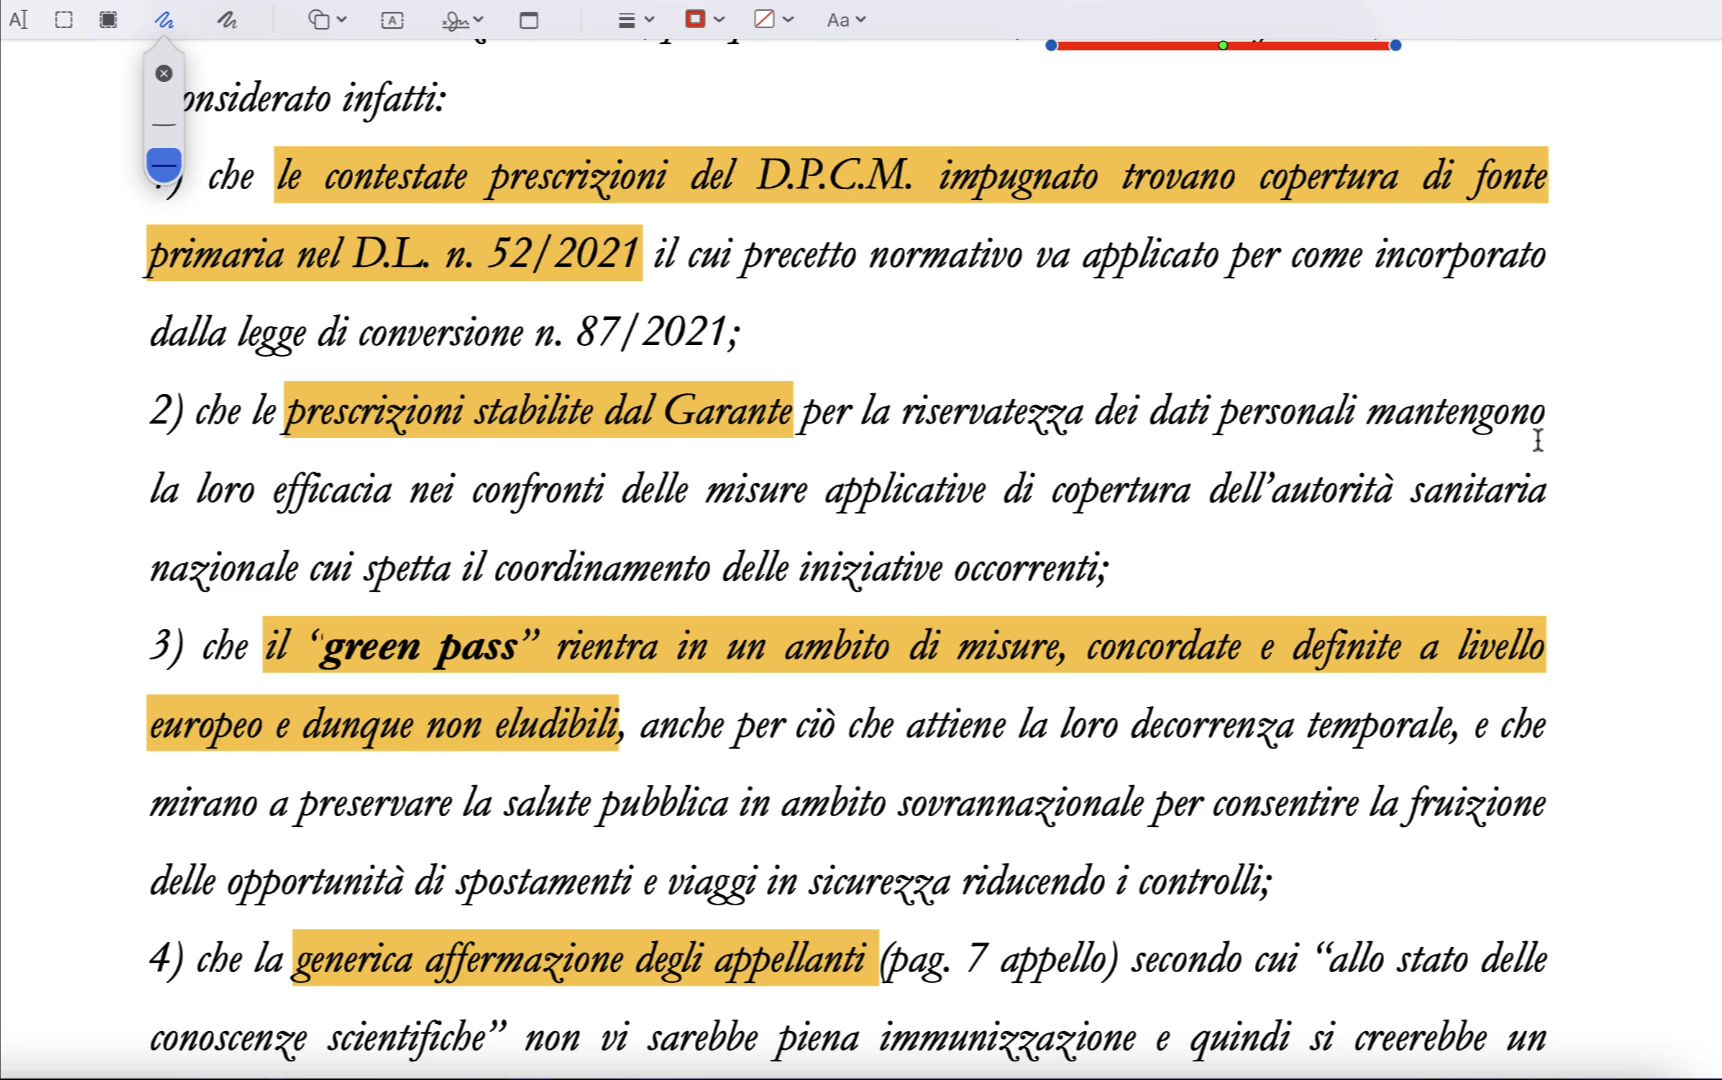 A
A
Aa
onsiderato infatti:
) che le contestate prescrizioni del D.P.C.M. impugnato trovano copertura di fonte
primaria nel D.L. n. 52/2021 il cui precetto normativo va applicato per come incorporato
dalla legge di conversione n. 87/2021;
2) che le prescrizioni stabilite dal Garante per la riservatezza dei dati personali mantengono
la loro efficacia nei confronti delle misure applicative di copertura dell’autorità sanitaria
nazionale cui spetta il coordinamento delle iniziative occorrenti;
3) che il “green pass” rientra in un ambito di misure, concordate e definite a livello
europeo e dunque non eludibili, anche per ciò che attiene la loro decorrenza temporale, e che
mirano a preservare la salute pubblica in ambito sovrannazionale per consentire la fruizione
delle opportunità di spostamenti e viaggi in sicurezza riducendo i controlli;
4) che la generica affermazione degli appellanti (pag. 7 appello) secondo cui “allo stato delle
conoscenze scientifiche” non vi sarebbe piena immunizzazione e quindi si creerebbe un